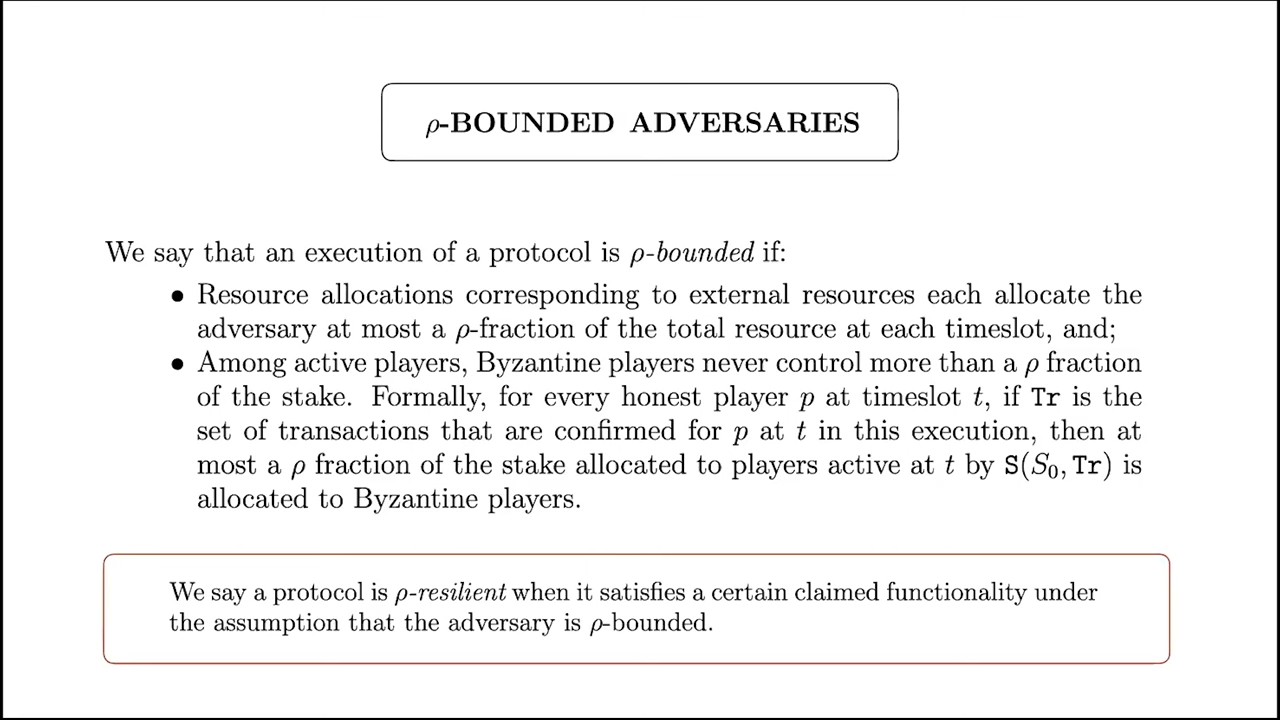 ρ-BOUNDED ADVERSARIES
We say that an execution of a protocol is ρ-bounded if:
• Resource allocations corresponding to external resources each allocate the
adversary at most a ρ-fraction of the total resource at each timeslot, and;
• Among active players, Byzantine players never control more than a ρ fraction
of the stake. Formally, for every honest player p at timeslot t, if Tr is the
set of transactions that are confirmed for p at t in this execution, then at
most a ρ fraction of the stake allocated to players active at t by S(S₀, Tr) is
allocated to Byzantine players.
We say a protocol is ρ-resilient when it satisfies a certain claimed functionality under
the assumption that the adversary is ρ-bounded.